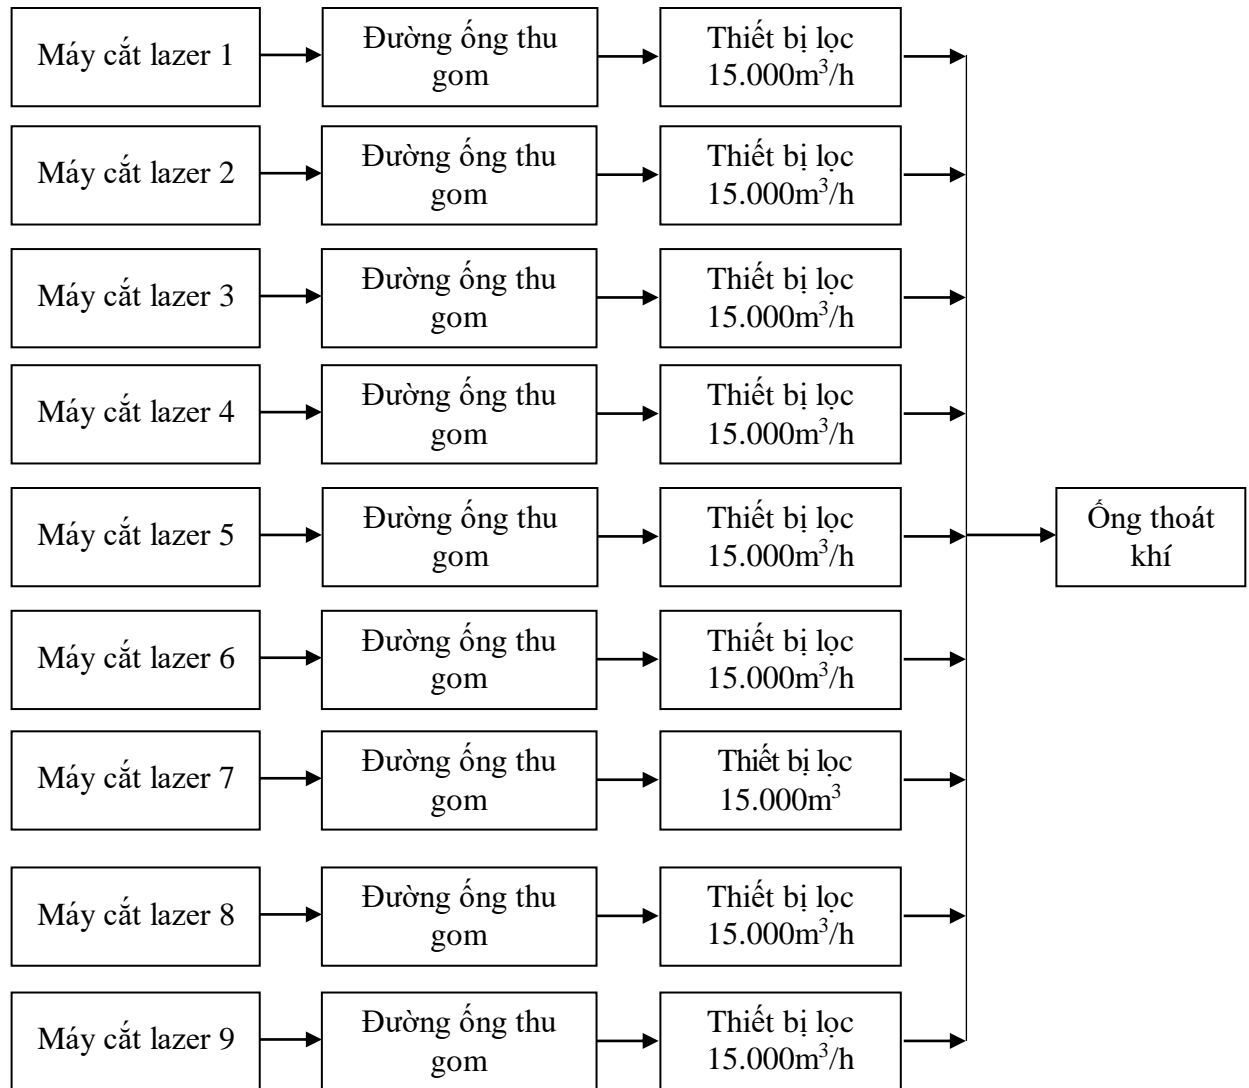 Máy cắt lazer 1
Đường ống thu
gom
Thiết bị lọc
15.000m³/h
Máy cắt lazer 2
Đường ống thu
gom
Thiết bị lọc
15.000m³/h
Máy cắt lazer 3
Đường ống thu
gom
Thiết bị lọc
15.000m³/h
Máy cắt lazer 4
Đường ống thu
gom
Thiết bị lọc
15.000m³/h
Máy cắt lazer 5
Đường ống thu
gom
Thiết bị lọc
15.000m³/h
Ống thoát
khí
Máy cắt lazer 6
Đường ống thu
gom
Thiết bị lọc
15.000m³/h
Máy cắt lazer 7
Đường ống thu
gom
Thiết bị lọc
15.000m³
Máy cắt lazer 8
Đường ống thu
gom
Thiết bị lọc
15.000m³/h
Máy cắt lazer 9
Đường ống thu
gom
Thiết bị lọc
15.000m³/h